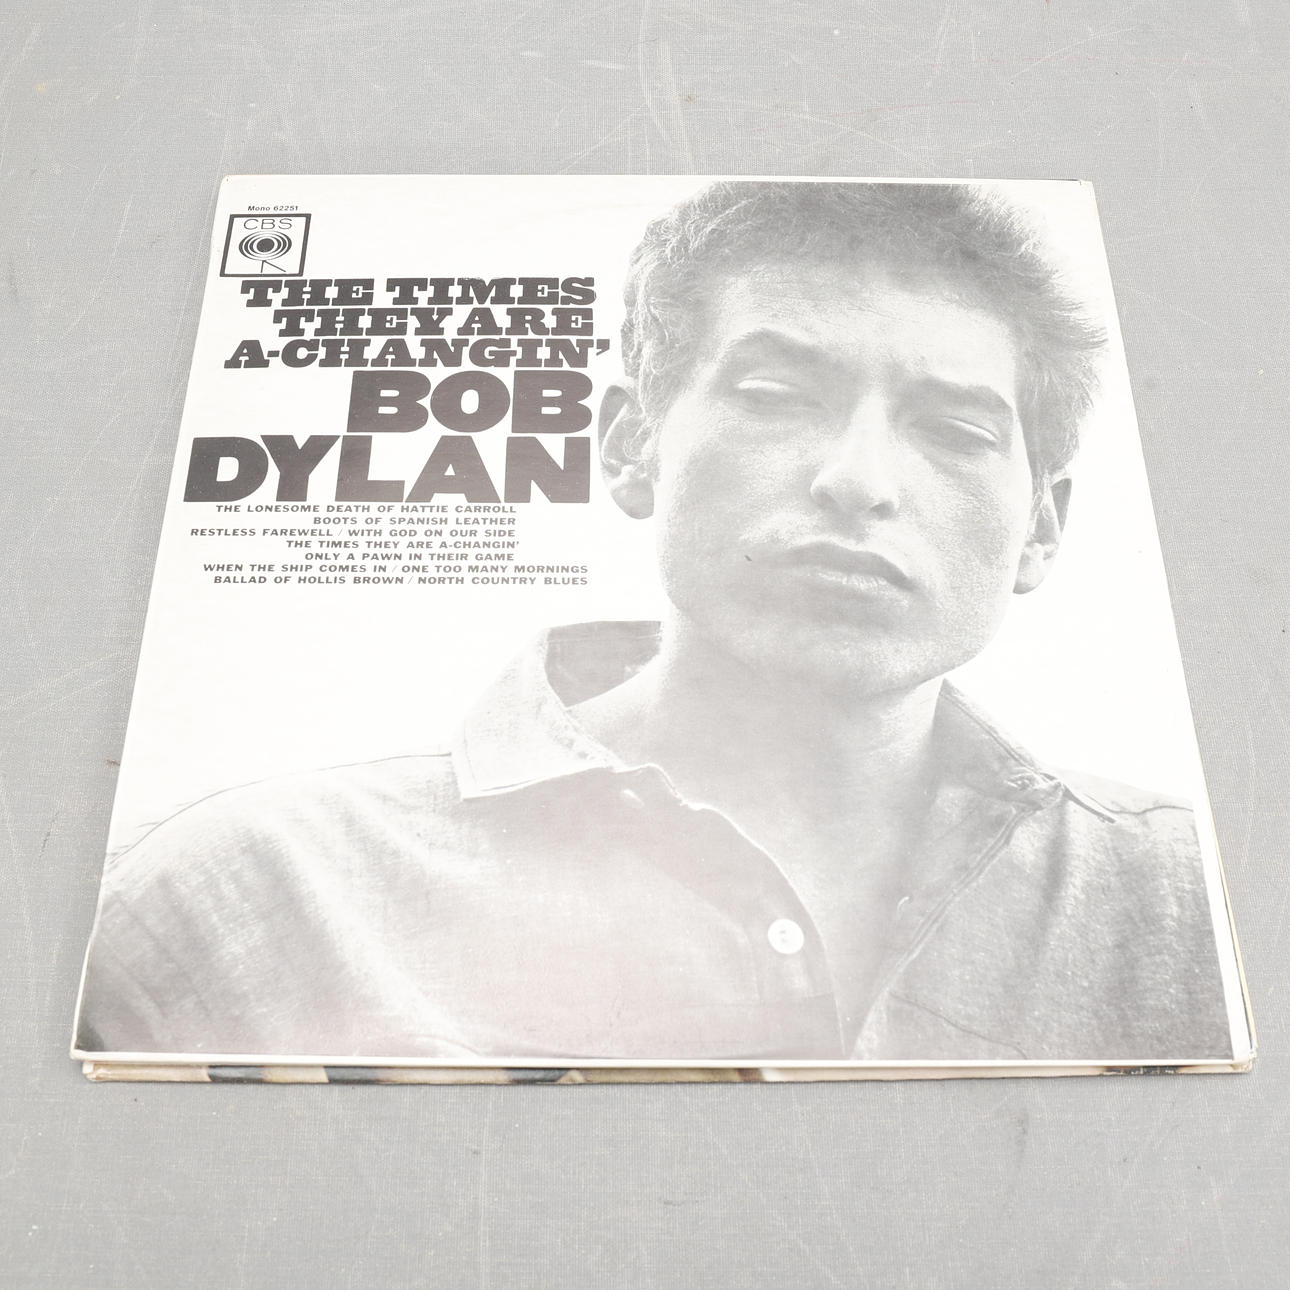 Mono 62251
CBS
THE TIMES
THEY ARE
A-CHANGIN'
BOB
DYLAN
THE LONESOME DEATH OF HATTIE CARROLL
BOOTS OF SPANISH LEATHER
RESTLESS FAREWELL / WITH GOD ON OUR SIDE
THE TIMES THEY ARE A-CHANGIN'
ONLY A PAWN IN THEIR GAME
WHEN THE SHIP COMES IN / ONE TOO MANY MORNINGS
BALLAD OF HOLLIS BROWN / NORTH COUNTRY BLUES